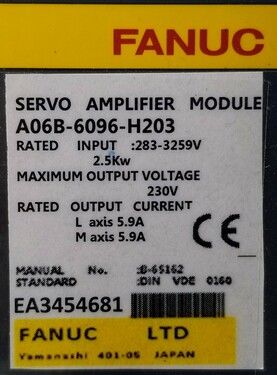 FANUC
SERVO AMPLIFIER MODULE
A06B-6096-H203
RATED INPUT :283-3259V
2.5Kw
MAXIMUM OUTPUT VOLTAGE
230V
RATED OUTPUT CURRENT
L axis 5.9A
M axis 5.9A
CE
MANUAL No. :B-65162
STANDARD :DIN VDE 0160
EA3454681
FANUC LTD
Yamanashi 401-05 JAPAN